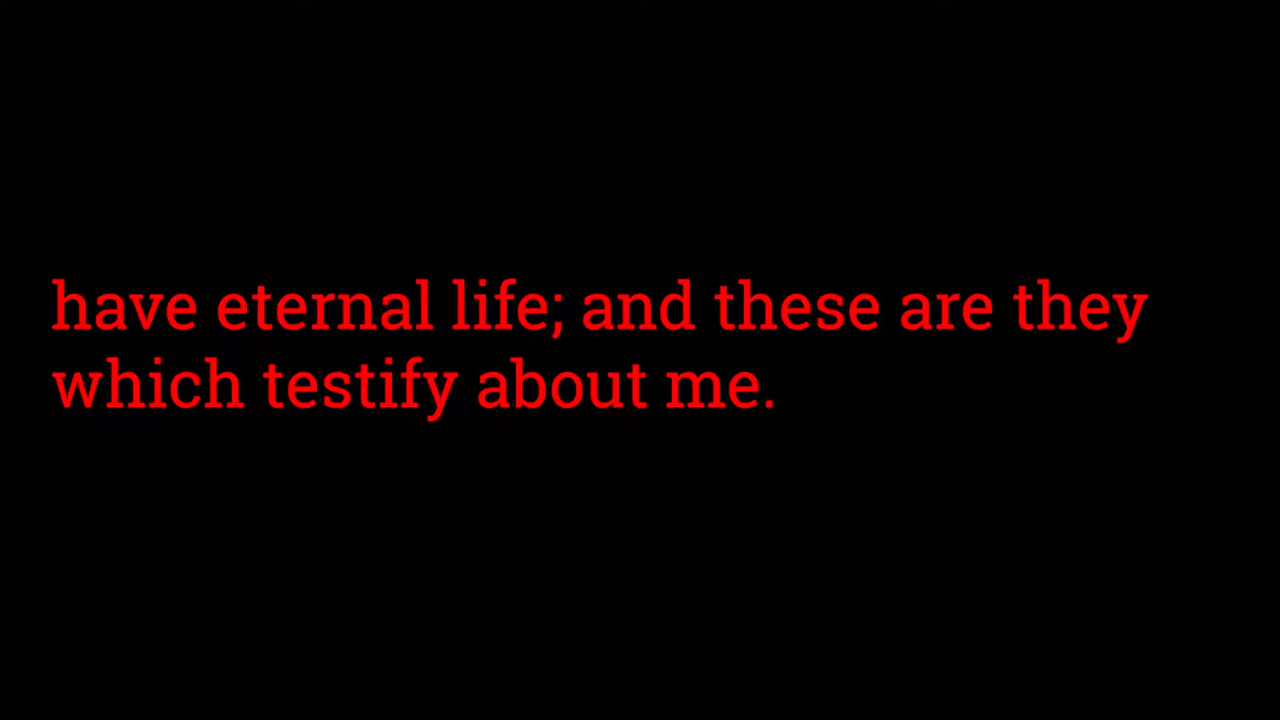 have eternal life; and these are they
which testify about me.